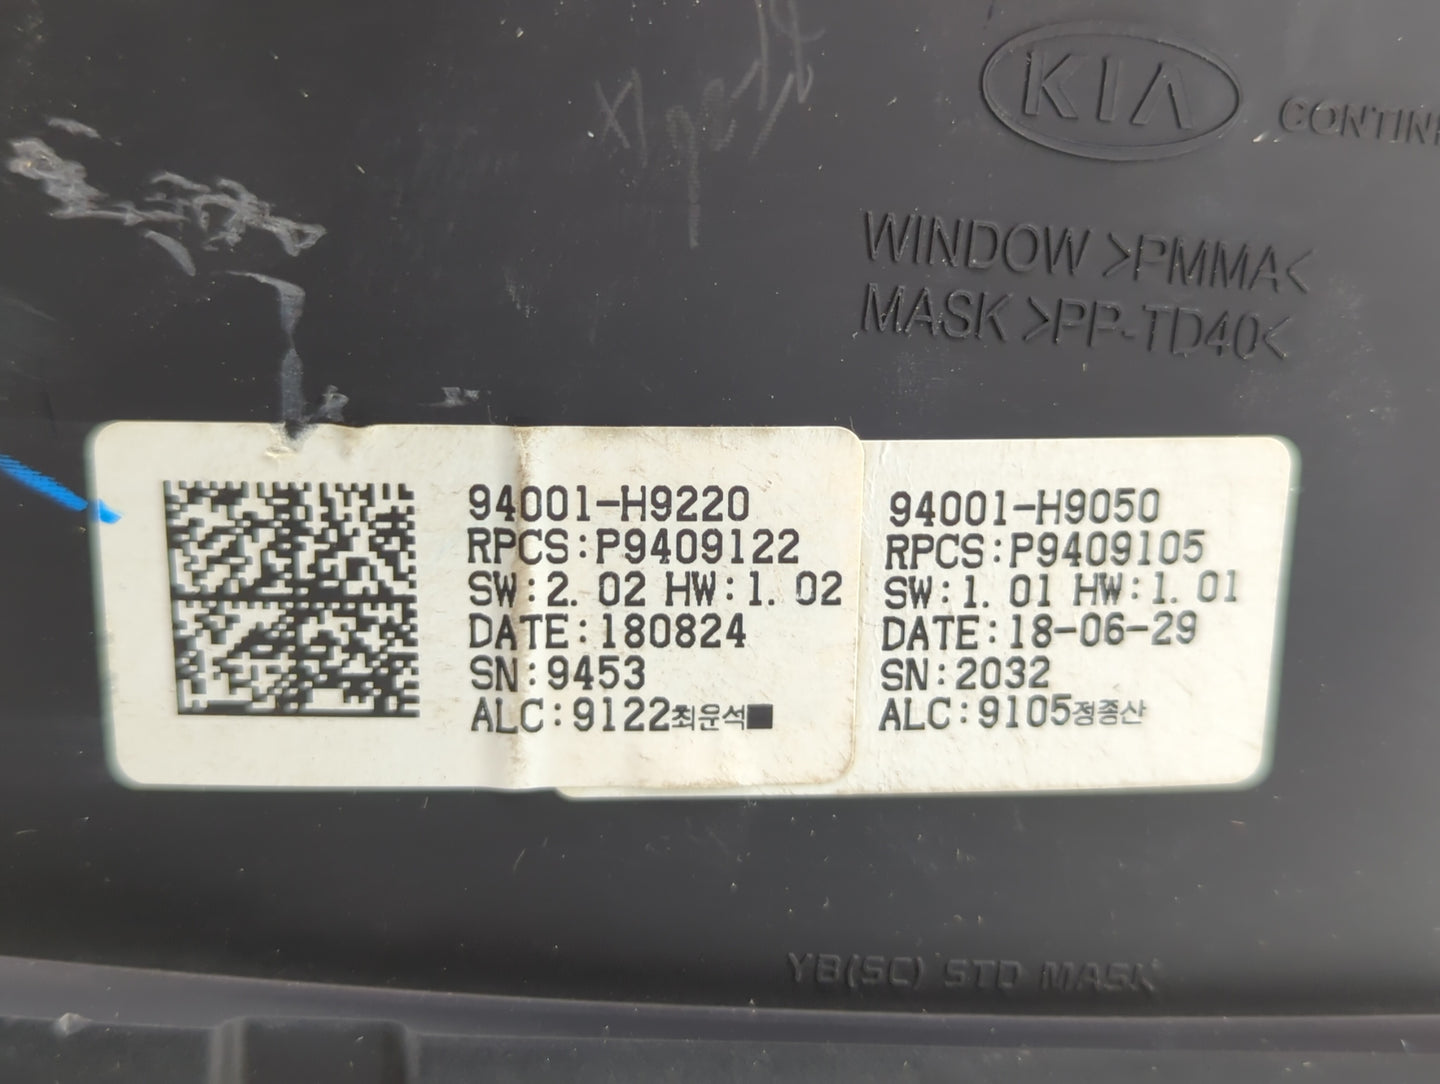 KIA
WINDOW >PMMA<
MASK >PP-TD40<
94001-H9220
RPCS:P9409122
SW:2. 02 HW:1. 02
DATE:180824
SN:9453
ALC:9122최운석■
94001-H9050
RPCS:P9409105
SW:1. 01 HW:1. 01
DATE:18-06-29
SN:2032
ALC:9105정종산
YB(SC) STD MASK